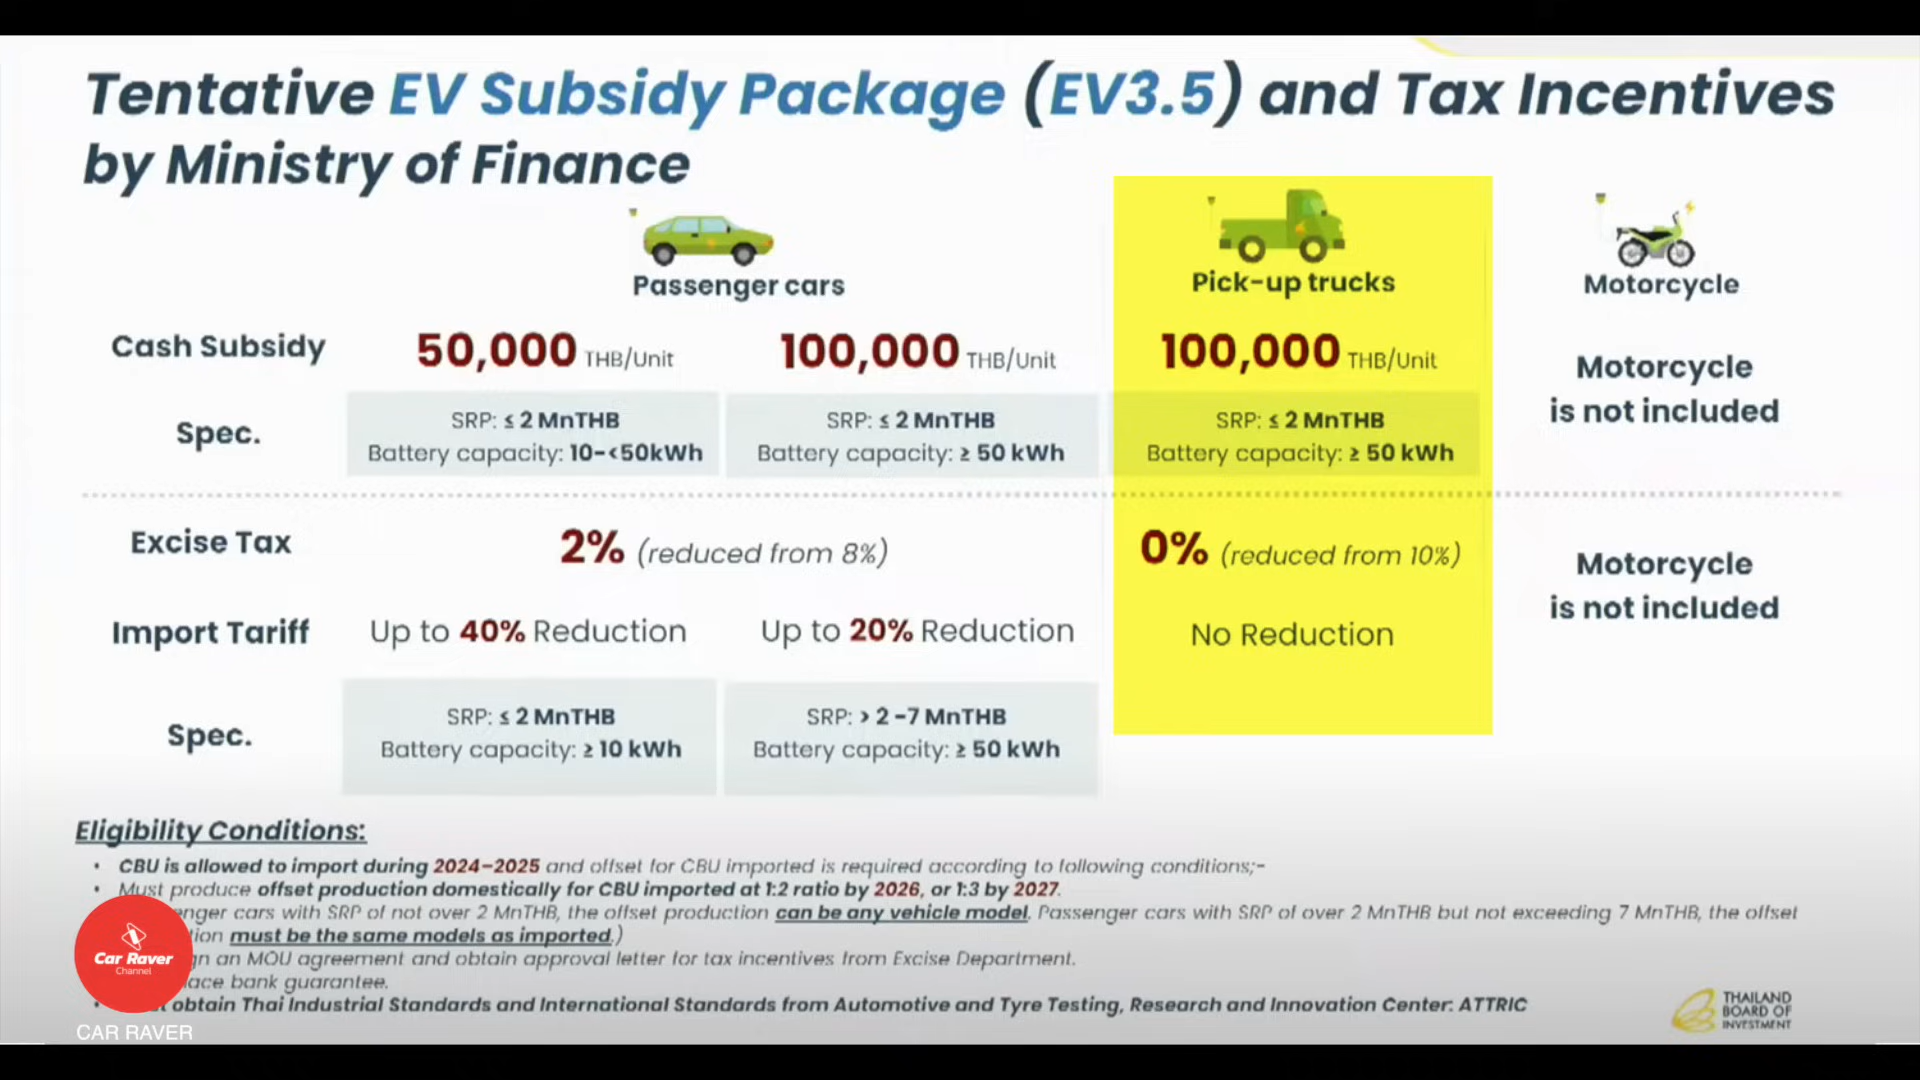 Tentative EV Subsidy Package (EV3.5) and Tax Incentives
by Ministry of Finance
Passenger cars
Pick-up trucks
Motorcycle
Cash Subsidy
50,000 THB/Unit
100,000 THB/Unit
100,000 THB/Unit
Motorcycle
is not included
Spec.
SRP: ≤ 2 MnTHB
Battery capacity: 10-<50kWh
SRP: ≤ 2 MnTHB
Battery capacity: ≥ 50 kWh
SRP: ≤ 2 MnTHB
Battery capacity: ≥ 50 kWh
Excise Tax
2% (reduced from 8%)
0% (reduced from 10%)
Motorcycle
is not included
Import Tariff
Up to 40% Reduction
Up to 20% Reduction
No Reduction
Spec.
SRP: ≤ 2 MnTHB
Battery capacity: ≥ 10 kWh
SRP: > 2 -7 MnTHB
Battery capacity: ≥ 50 kWh
Eligibility Conditions:
• CBU is allowed to import during 2024-2025 and offset for CBU imported is required according to following conditions;-
• Must produce offset production domestically for CBU imported at 1:2 ratio by 2026, or 1:3 by 2027.
cars with SRP of not over 2 MnTHB, the offset production can be any vehicle model. Passenger cars with SRP of over 2 MnTHB but not exceeding 7 MnTHB, the offset
must be the same models as imported.)
an MOU agreement and obtain approval letter for tax incentives from Excise Department.
bank guarantee.
obtain Thai Industrial Standards and International Standards from Automotive and Tyre Testing, Research and Innovation Center: ATTRIC
Car Raver
Channel
CAR RAVER
THAILAND
BOARD OF
INVESTMENT